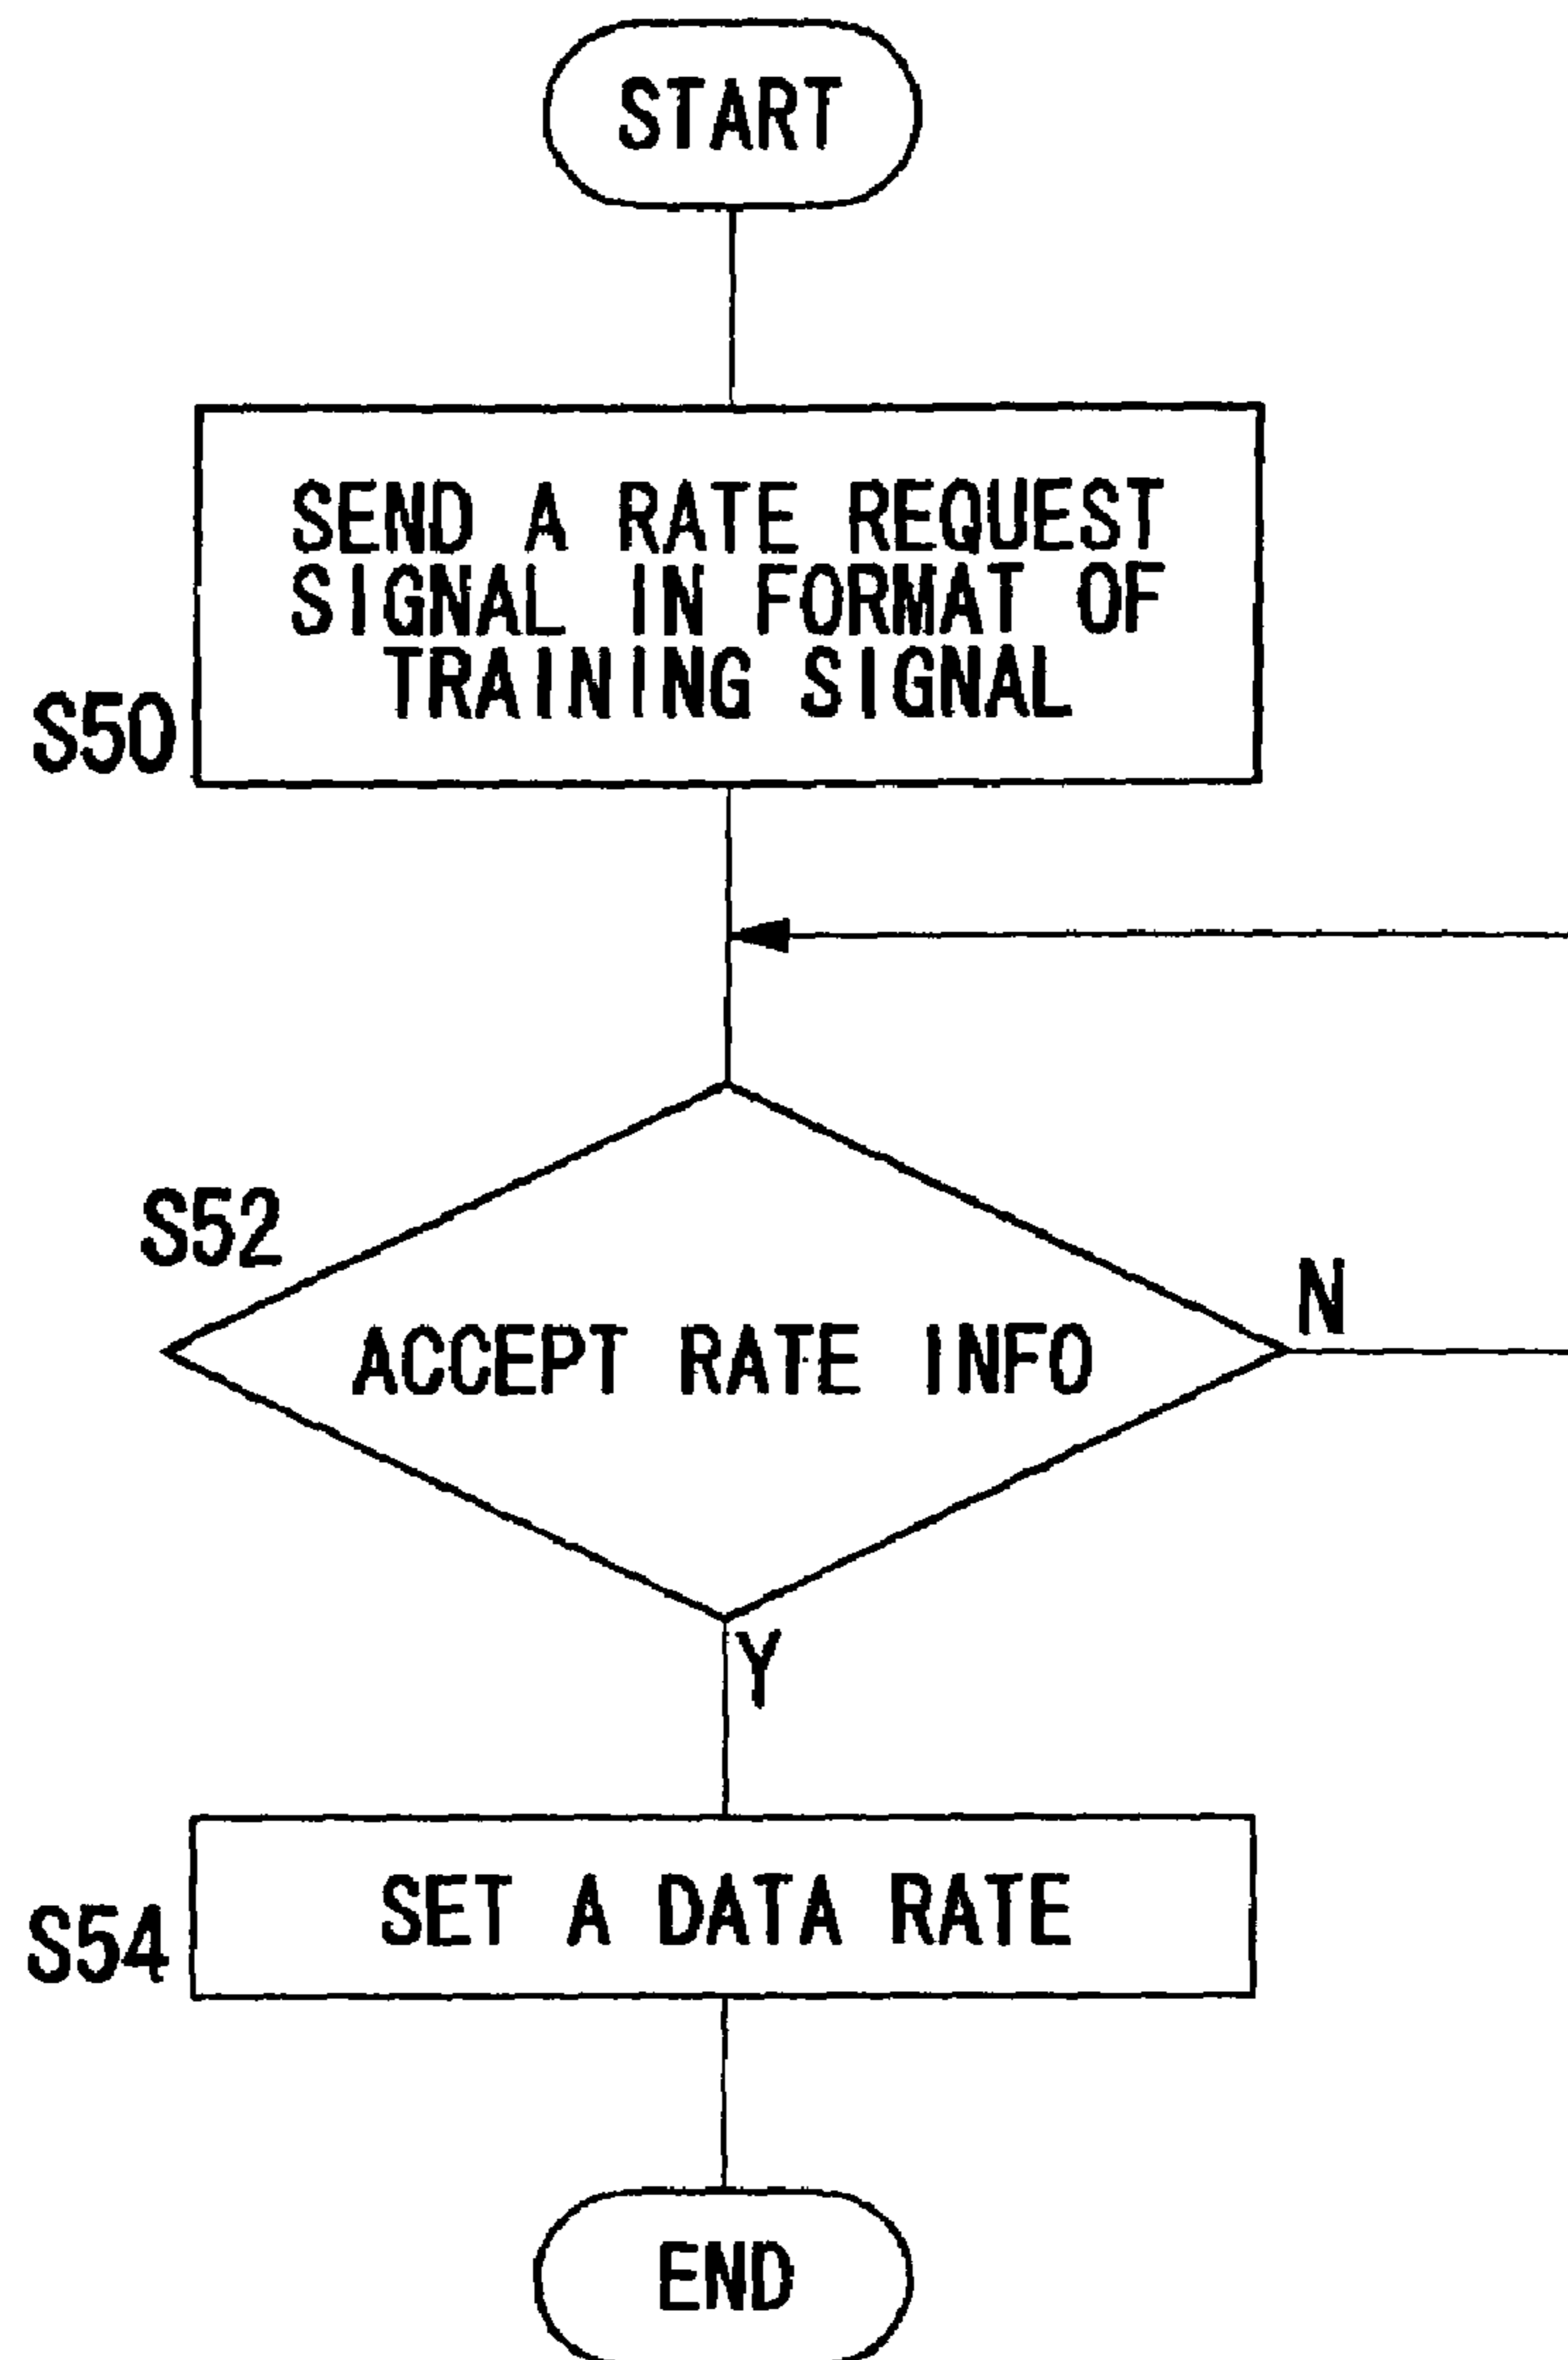 START
SEND A RATE REQUEST
SIGNAL IN FORMAT OF
TRAINING SIGNAL
S50
S52
ACCEPT RATE INFO
N
Y
SET A DATA RATE
S54
END